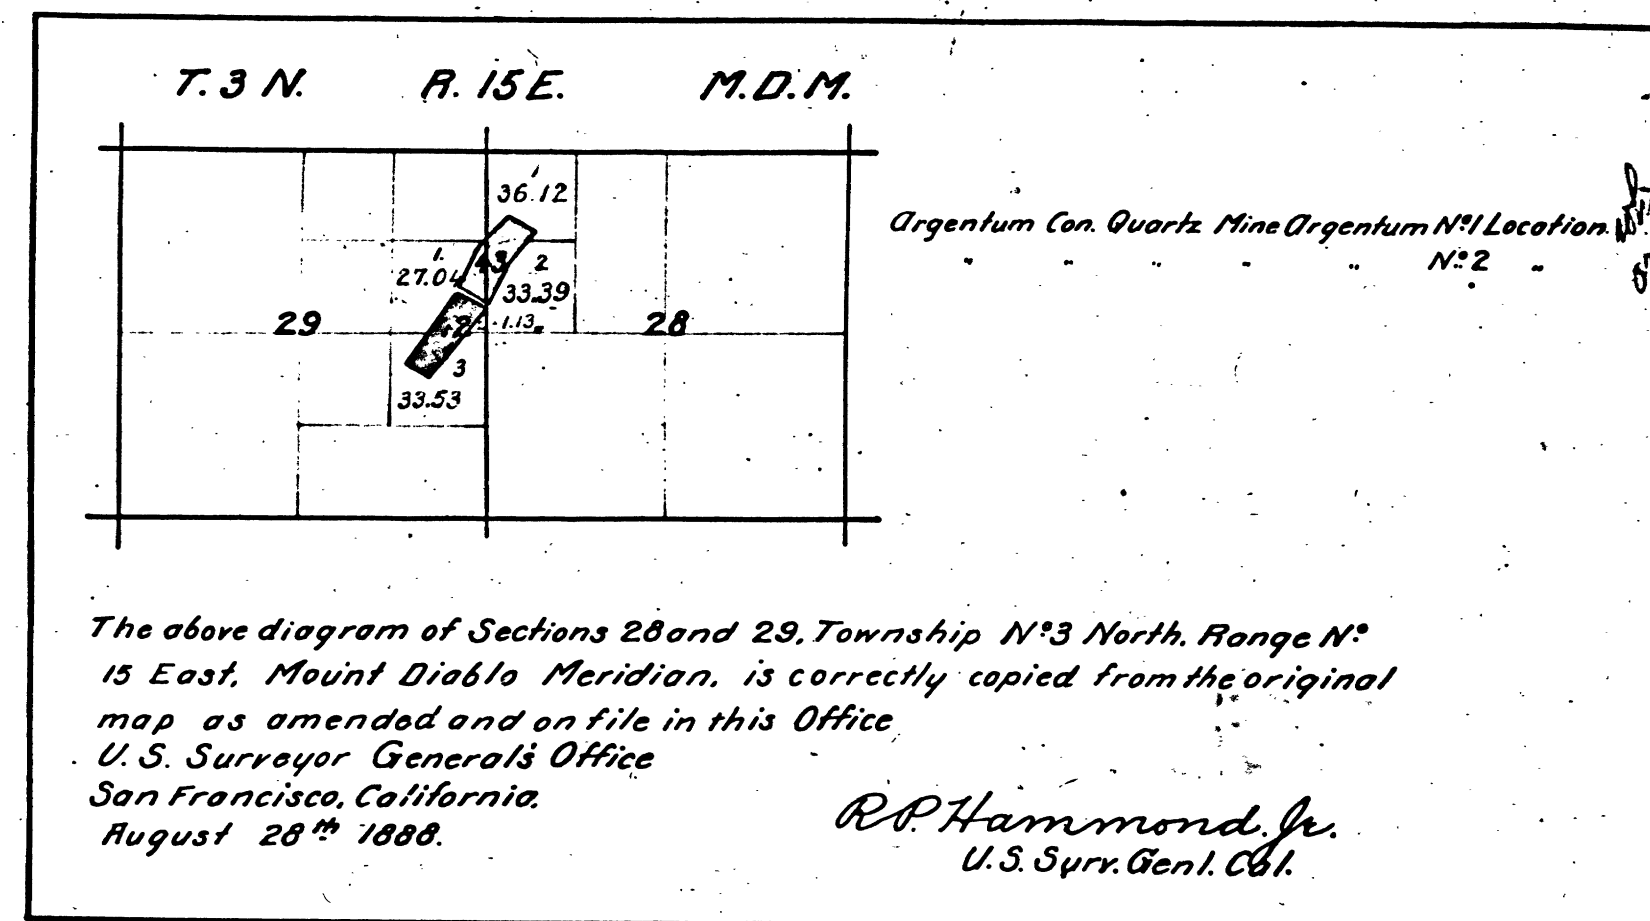 T. 3 N. R. 15 E. M.D.M.
1
36.12
1.
27.04
43
2
33.39
29
42
1.13
28
3
33.53
Argentum Con. Quartz Mine Argentum Nº 1 Location.
" " " " " Nº 2 "
The above diagram of Sections 28 and 29, Township Nº 3 North, Range Nº
15 East, Mount Diablo Meridian, is correctly copied from the original
map as amended and on file in this Office
U.S. Surveyor General's Office
San Francisco, California.
August 28th 1888.
R.P. Hammond. Jr.
U.S. Surv. Genl. Cal.